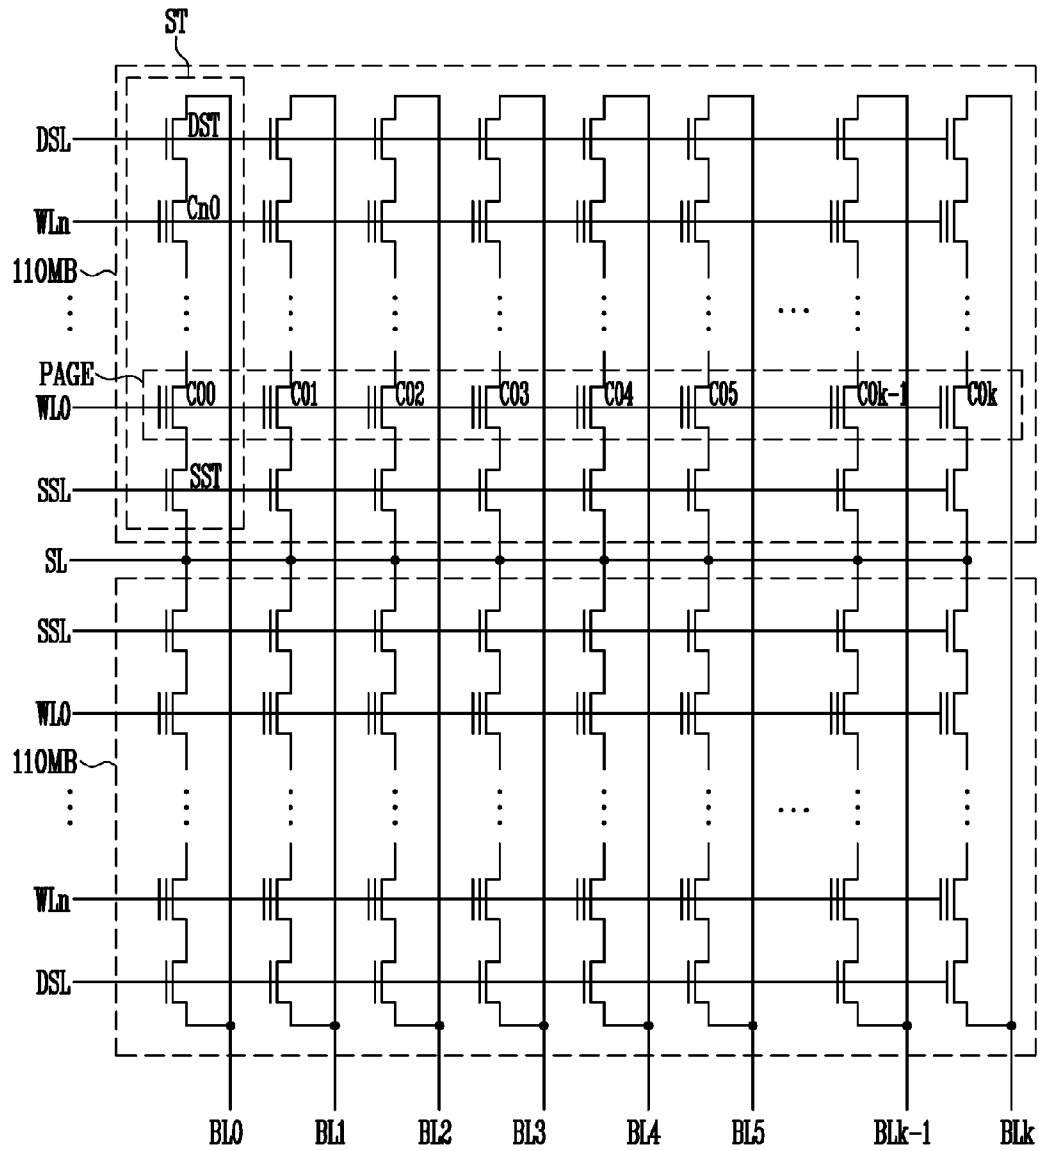 ST
DSL DST
WLn Cn0
110MB
PAGE
WL0 C00 C01 C02 C03 C04 C05 C0k-1 C0k
SSL SST
SL
SSL
WL0
110MB
WLn
DSL
BL0 BL1 BL2 BL3 BL4 BL5 BLk-1 BLk